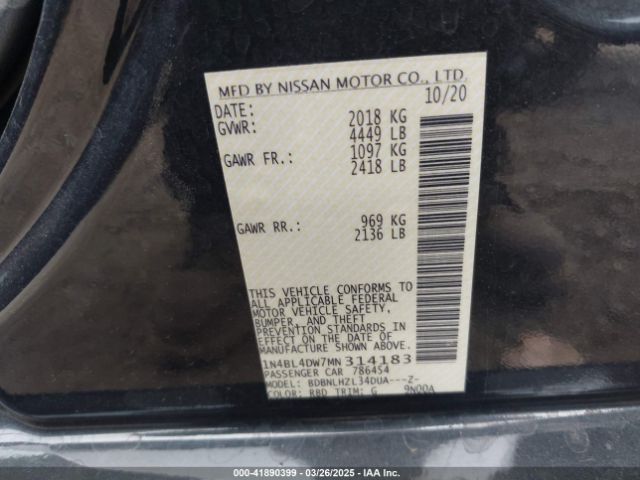 MFD BY NISSAN MOTOR CO., LTD.
DATE: 10/20
GVWR: 2018 KG
4449 LB
GAWR FR.: 1097 KG
2418 LB
GAWR RR.: 969 KG
2136 LB
THIS VEHICLE CONFORMS TO
ALL APPLICABLE FEDERAL
MOTOR VEHICLE SAFETY,
BUMPER, AND THEFT
PREVENTION STANDARDS IN
EFFECT ON THE DATE OF
MANUFACTURE SHOWN ABOVE.
1N4BL4DW7MN314183
PASSENGER CAR 786454
MODEL: BDBNLHZL34DUA---Z-
COLOR: RBD TRIM: G 9N00A
000-41890399 | 03/26/2025 | IAA Inc.